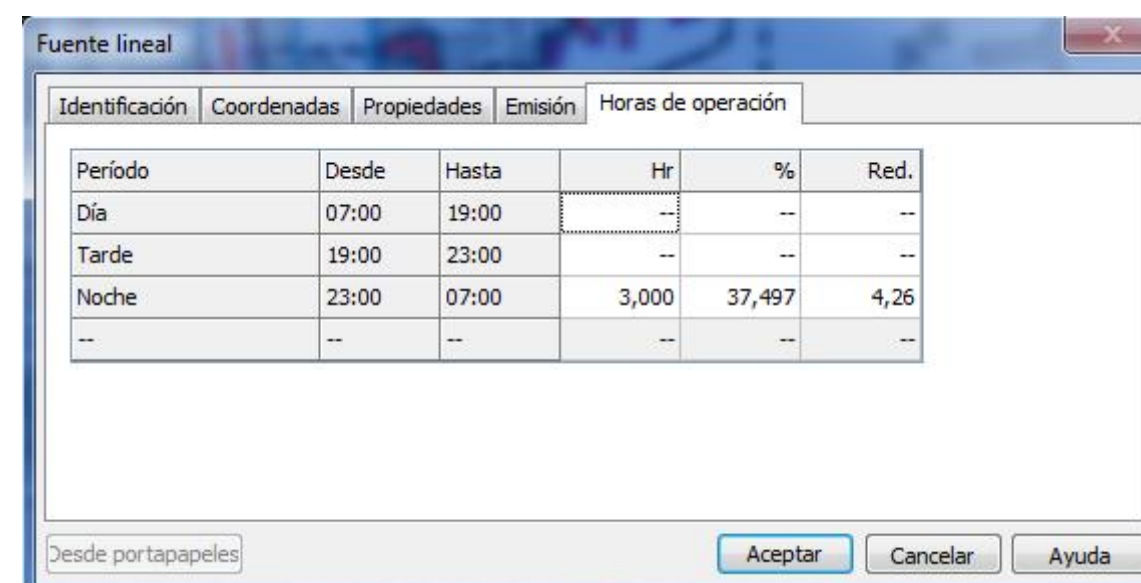 Fuente lineal
Identificación Coordenadas Propiedades Emisión Horas de operación
Período Desde Hasta Hr % Red.
Día 07:00 19:00 -- -- --
Tarde 19:00 23:00 -- -- --
Noche 23:00 07:00 3,000 37,497 4,26
-- -- -- -- -- --
Desde portapapeles Aceptar Cancelar Ayuda